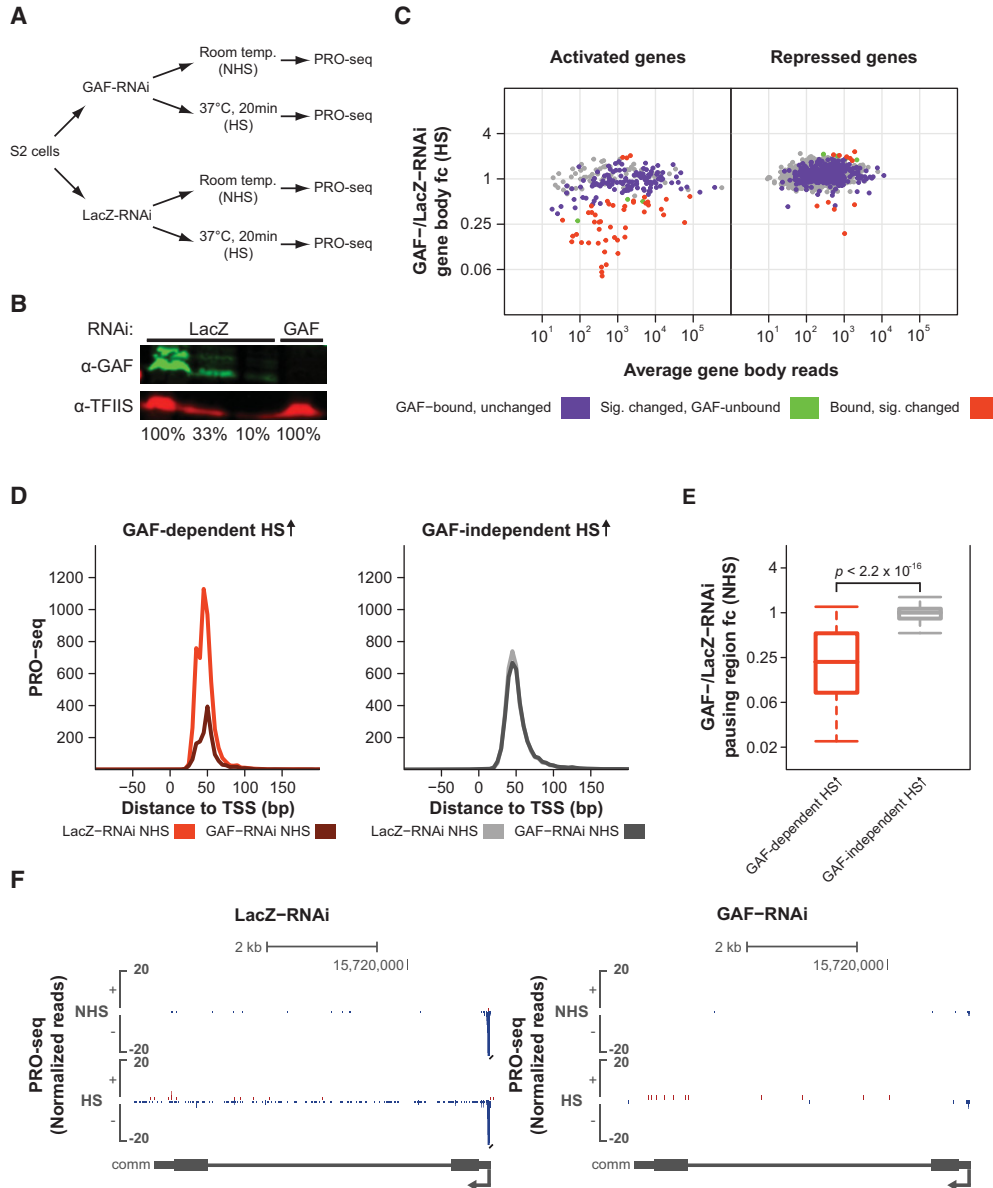 A
S2 cells
GAF-RNAi
LacZ-RNAi
Room temp.
(NHS)
PRO-seq
37°C, 20min
(HS)
PRO-seq
Room temp.
(NHS)
PRO-seq
37°C, 20min
(HS)
PRO-seq
B
RNAi: LacZ GAF
α-GAF
α-TFIIS
100% 33% 10% 100%
C
Activated genes Repressed genes
GAF−/LacZ−RNAi
gene body fc (HS)
4
1
0.25
0.06
10¹ 10² 10³ 10⁴ 10⁵ 10¹ 10² 10³ 10⁴ 10⁵
Average gene body reads
GAF−bound, unchanged Sig. changed, GAF-unbound Bound, sig. changed
D
GAF-dependent HS↑
PRO−seq
1200
1000
800
600
400
200
−50 0 50 100 150
Distance to TSS (bp)
LacZ−RNAi NHS GAF−RNAi NHS
GAF-independent HS↑
1200
1000
800
600
400
200
−50 0 50 100 150
Distance to TSS (bp)
LacZ−RNAi NHS GAF−RNAi NHS
E
GAF−/LacZ−RNAi
pausing region fc (NHS)
4
1
0.25
0.06
0.02
p < 2.2 x 10⁻¹⁶
GAF-dependent HS↑
GAF-independent HS↑
F
LacZ−RNAi
2 kb
15,720,000
PRO-seq
(Normalized reads)
20
+
NHS
-
-20
20
+
HS
-
-20
comm
GAF−RNAi
2 kb
15,720,000
PRO-seq
(Normalized reads)
20
+
NHS
-
-20
20
+
HS
-
-20
comm